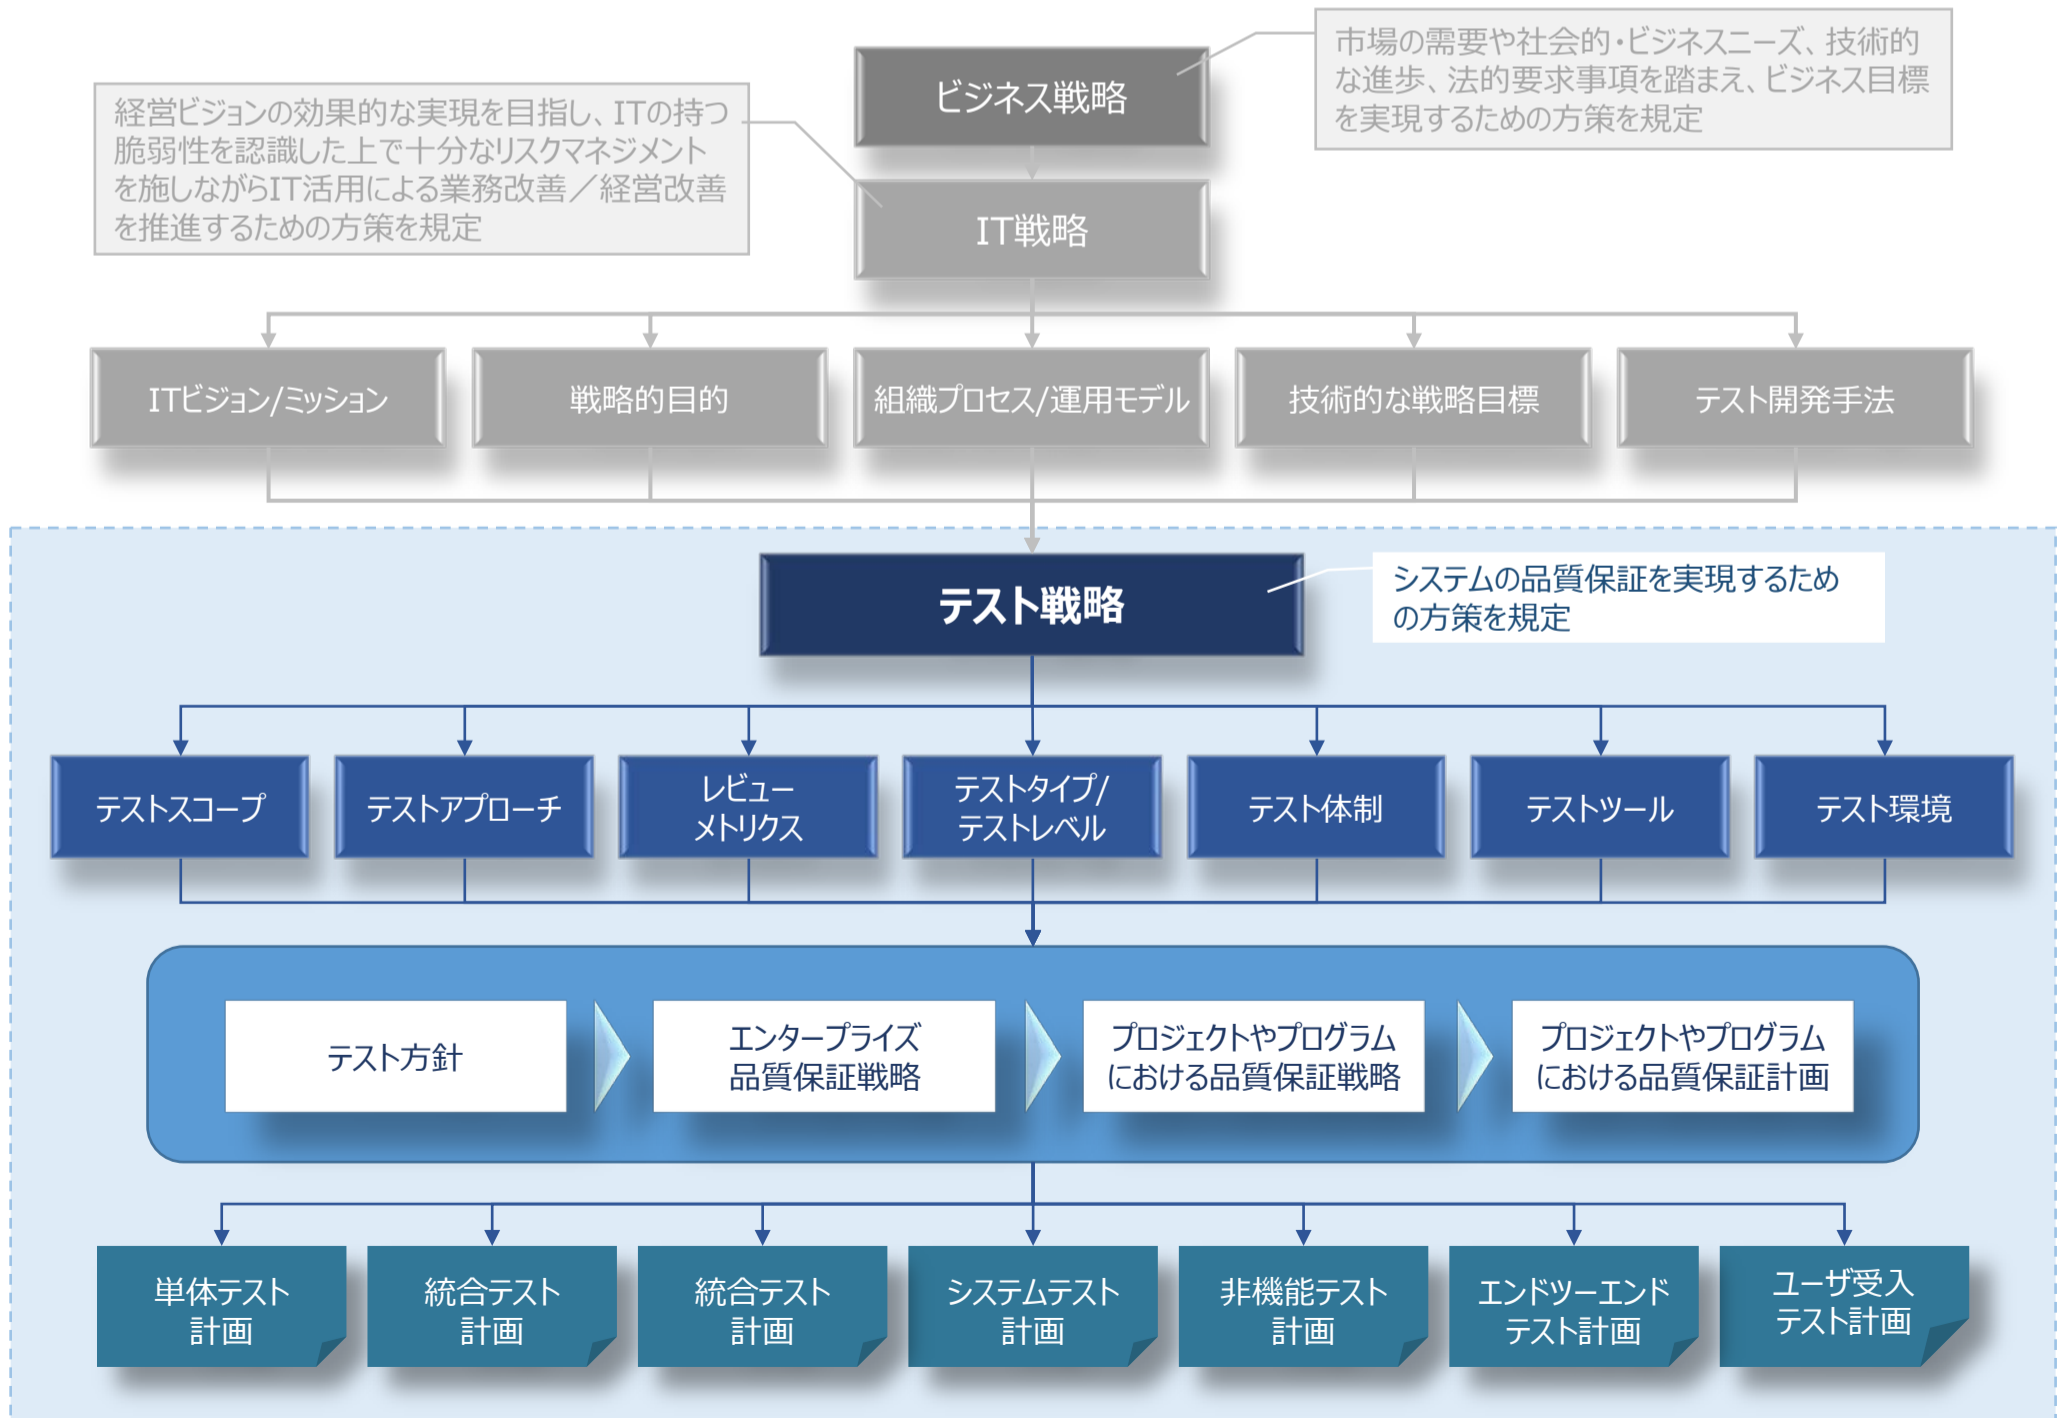 ビジネス戦略
市場の需要や社会的・ビジネスニーズ、技術的
な進歩、法的要求事項を踏まえ、ビジネス目標
を実現するための方策を規定
経営ビジョンの効果的な実現を目指し、ITの持つ
脆弱性を認識した上で十分なリスクマネジメント
を施しながらIT活用による業務改善／経営改善
を推進するための方策を規定
IT戦略
ITビジョン/ミッション
戦略的目的
組織プロセス/運用モデル
技術的な戦略目標
テスト開発手法
テスト戦略
システムの品質保証を実現するため
の方策を規定
テストスコープ
テストアプローチ
レビュー
メトリクス
テストタイプ/
テストレベル
テスト体制
テストツール
テスト環境
テスト方針
エンタープライズ
品質保証戦略
プロジェクトやプログラム
における品質保証戦略
プロジェクトやプログラム
における品質保証計画
単体テスト
計画
統合テスト
計画
統合テスト
計画
システムテスト
計画
非機能テスト
計画
エンドツーエンド
テスト計画
ユーザ受入
テスト計画